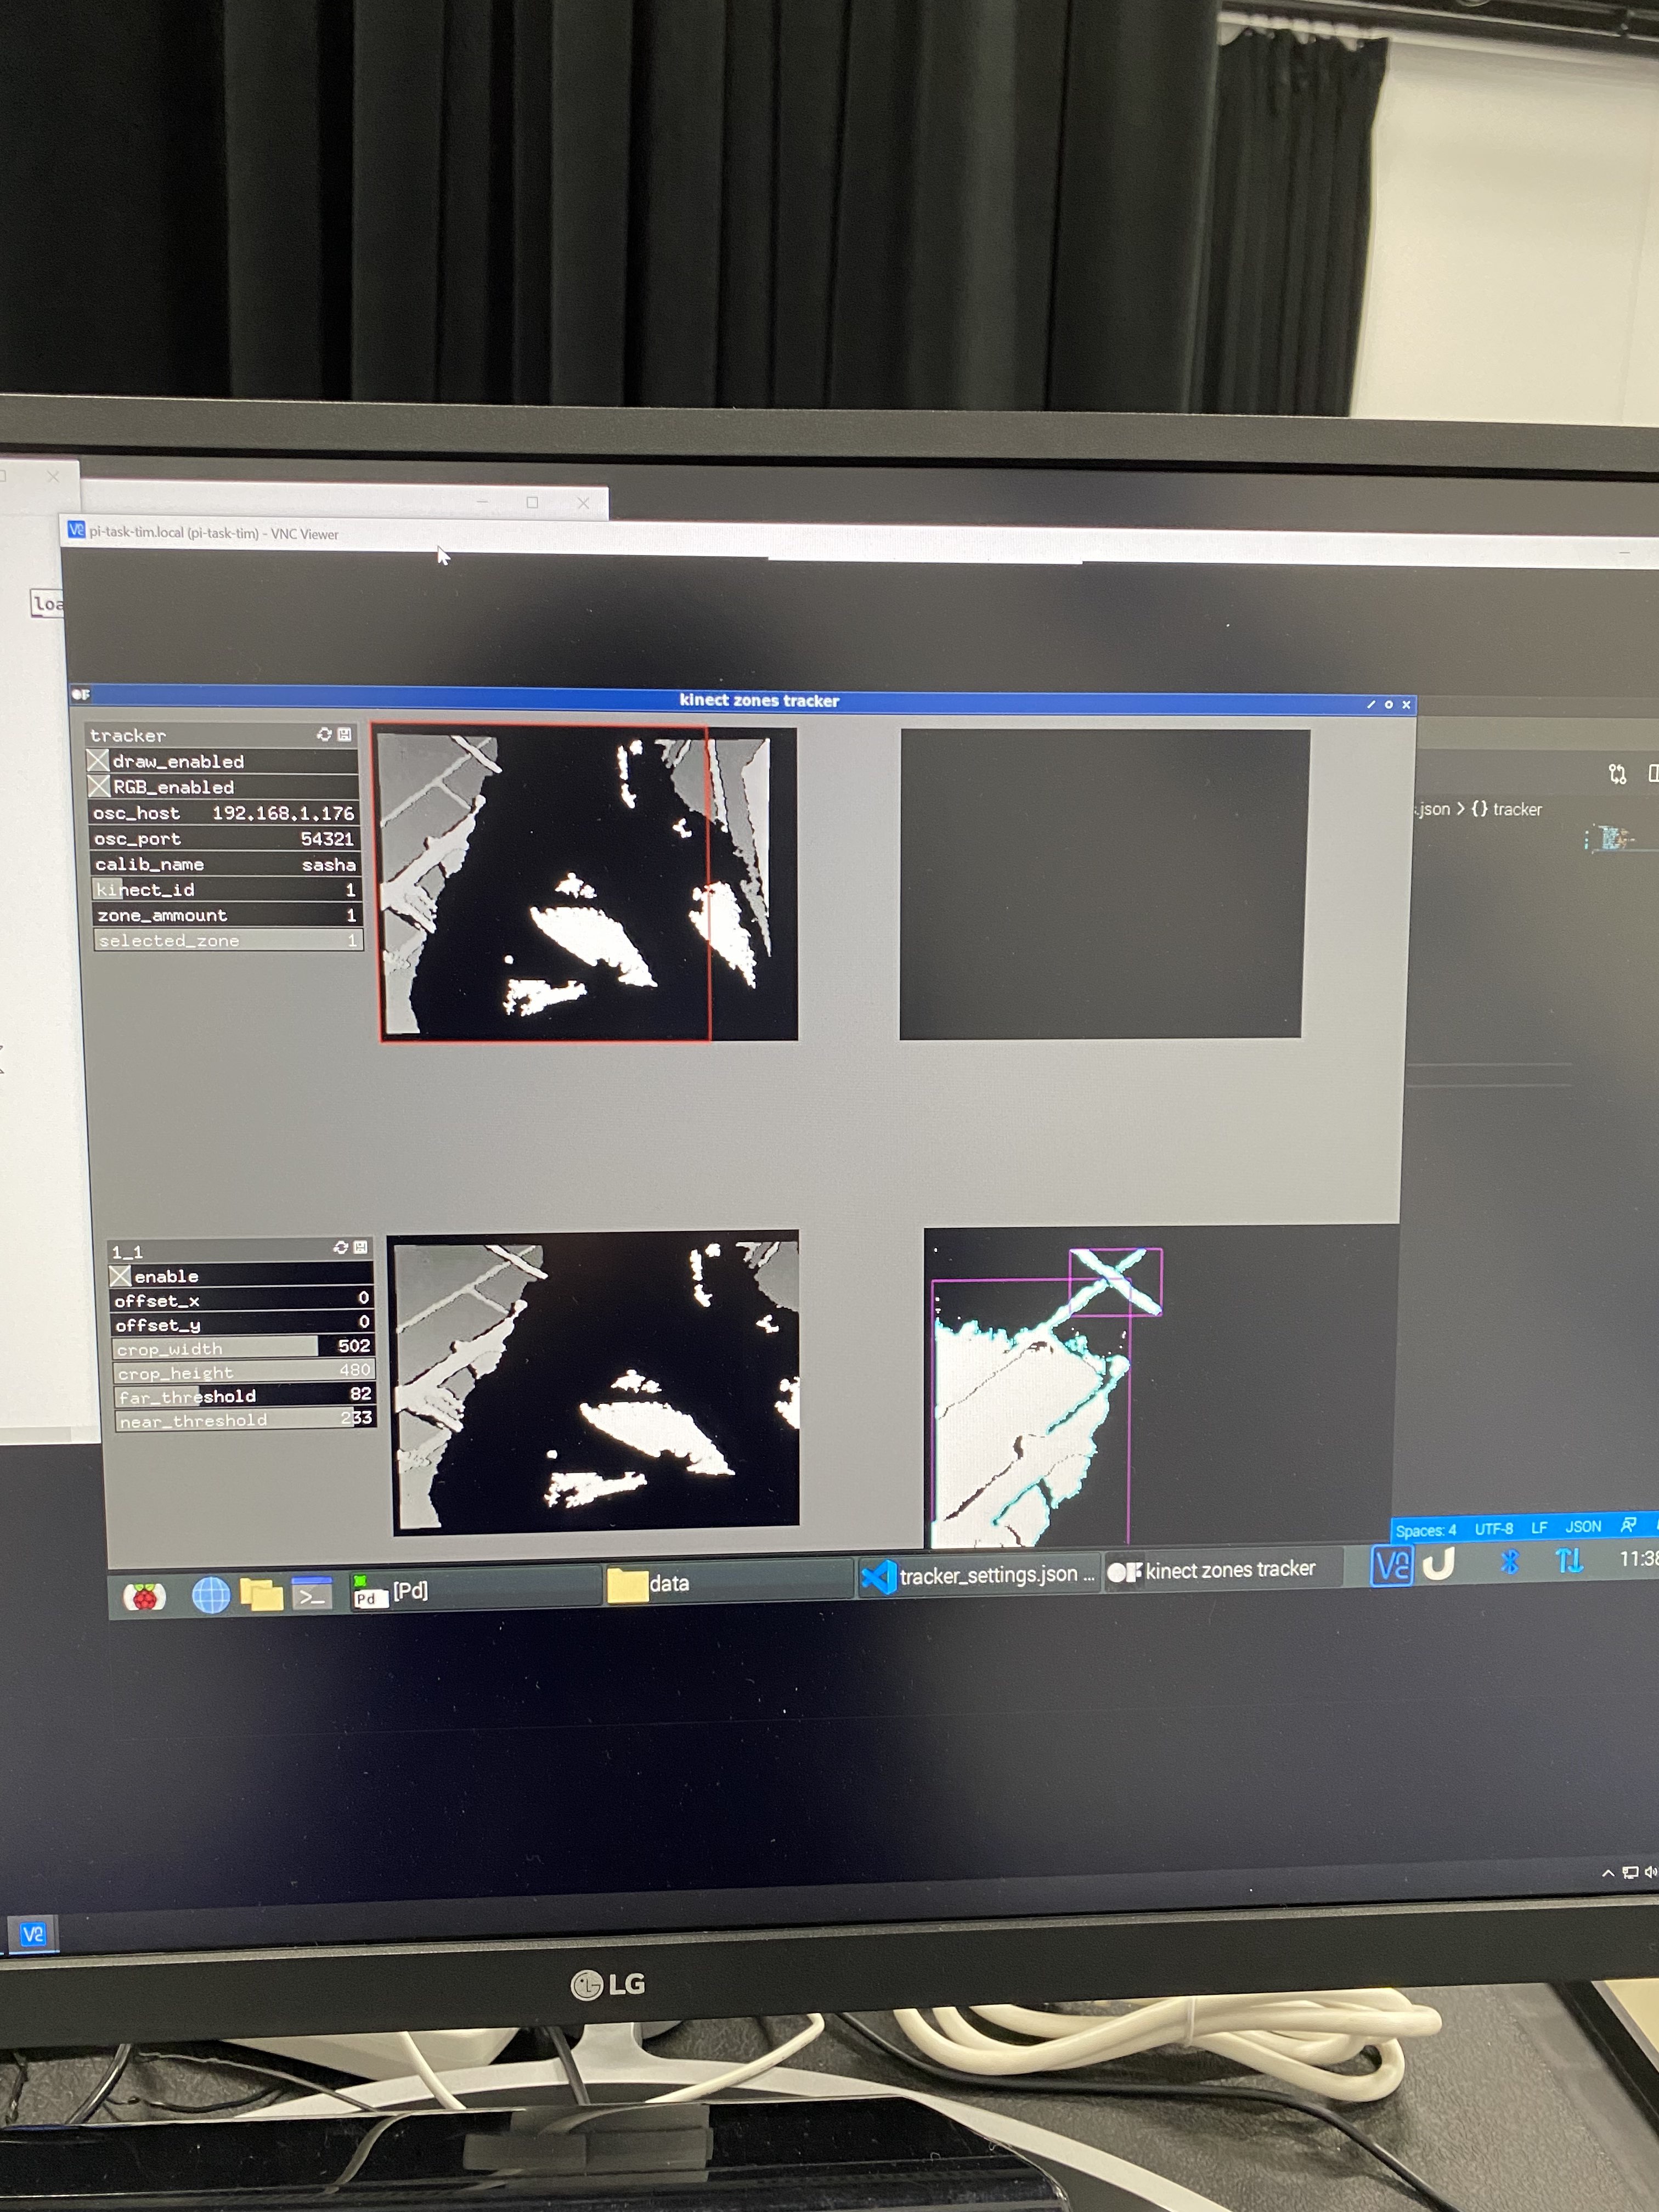 pi-task-tim.local (pi-task-tim) - VNC Viewer
loa
kinect zones tracker
tracker
draw_enabled
RGB_enabled
osc_host 192.168.1.176
osc_port 54321
calib_name sasha
kinect_id 1
zone_ammount 1
selected_zone 1
.json > {} tracker
1_1
enable
offset_x 0
offset_y 0
crop_width 502
crop_height 480
far_threshold 82
near_threshold 233
Spaces: 4 UTF-8 LF JSON
Pd [Pd] data tracker_settings.json ... OF kinect zones tracker 11:38
LG